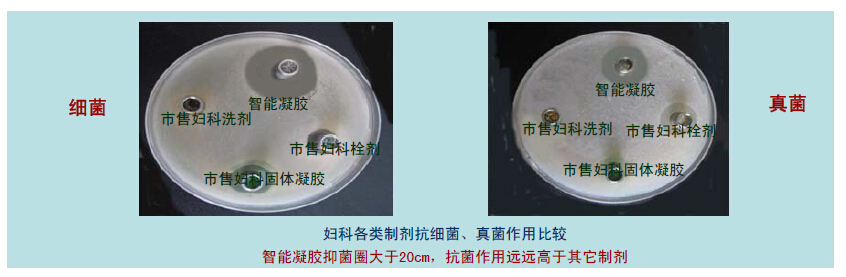 细菌
智能凝胶
市售妇科洗剂
市售妇科栓剂
市售妇科固体凝胶
真菌
智能凝胶
市售妇科洗剂
市售妇科栓剂
市售妇科固体凝胶
妇科各类制剂抗细菌、真菌作用比较
智能凝胶抑菌圈大于20cm，抗菌作用远远高于其它制剂